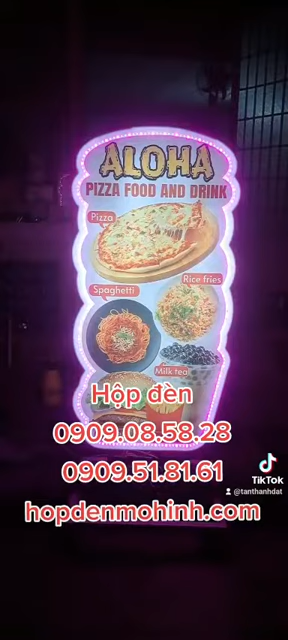 ALOHA
PIZZA FOOD AND DRINK
Pizza
Rice fries
Spaghetti
Milk tea
Hộp đèn
0909.08.58.28
0909.51.81.61
hopdenmohinh.com
TikTok
@tanthanhdat